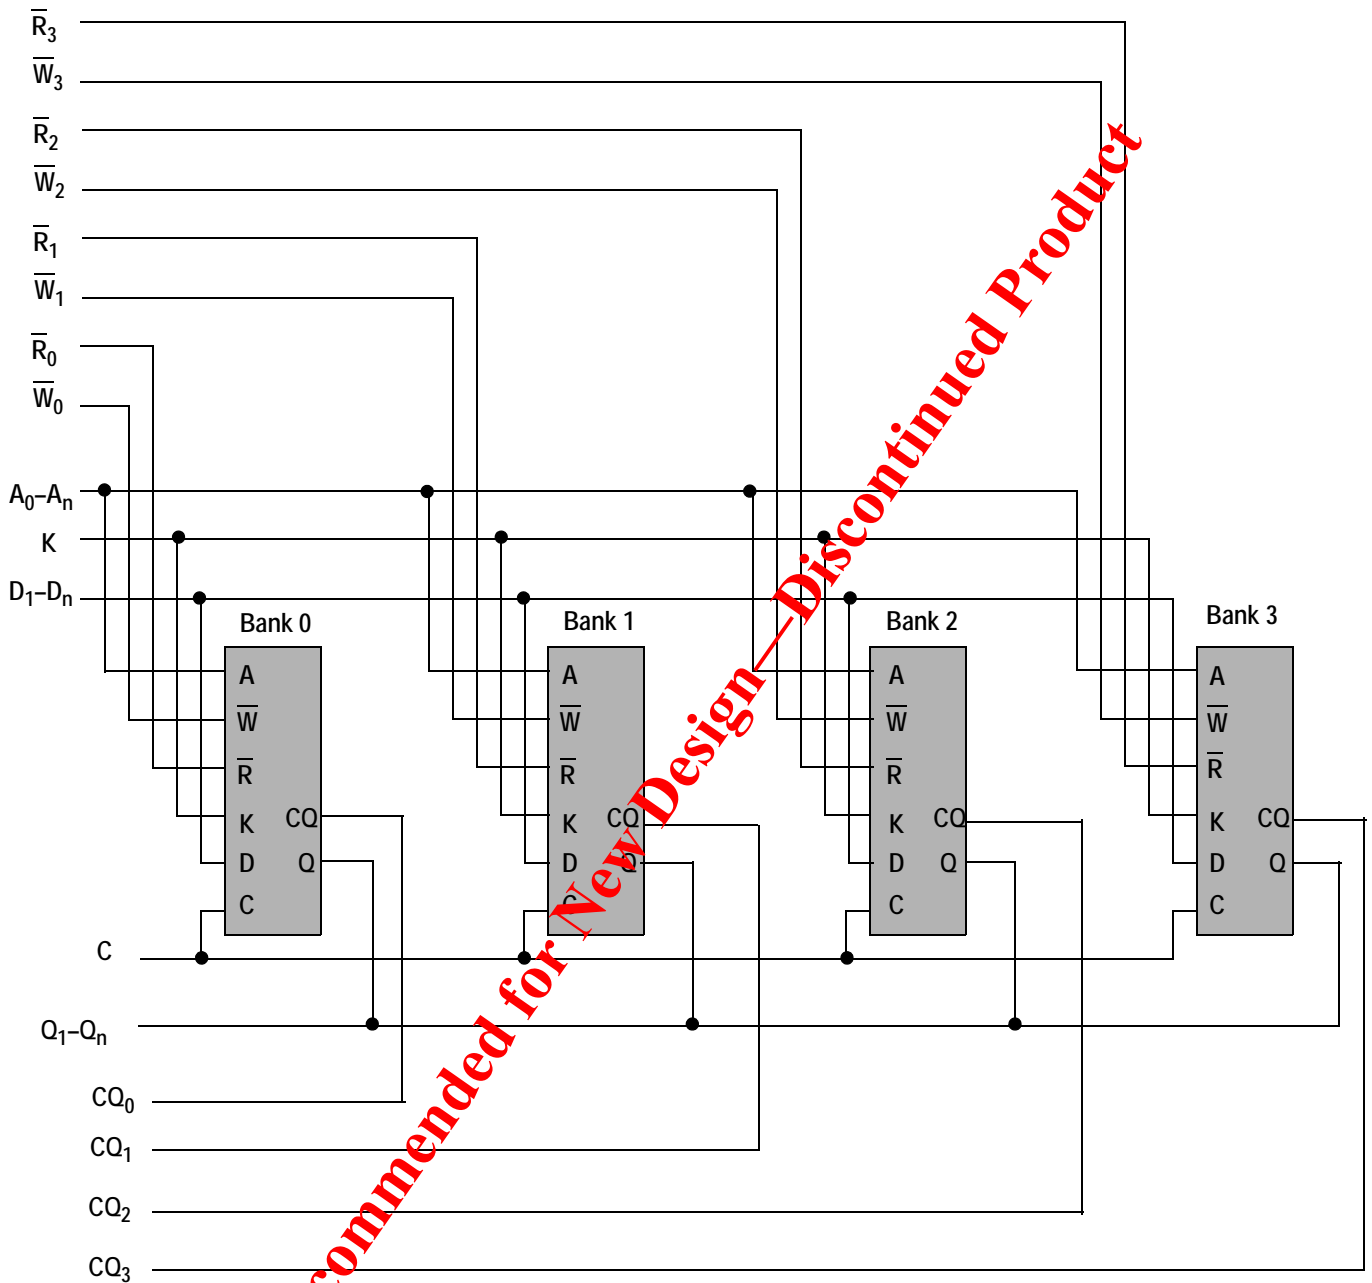 R̅3
W̅3
R̅2
W̅2
R̅1
W̅1
R̅0
W̅0
A0–An
K
D1–Dn
Bank 0
A
W̅
R̅
K
D
C
CQ
Q
Bank 1
A
W̅
R̅
K
D
C
CQ
Q
Bank 2
A
W̅
R̅
K
D
C
CQ
Q
Bank 3
A
W̅
R̅
K
D
C
CQ
Q
C
Q1–Qn
CQ0
CQ1
CQ2
CQ3
commended for New Design—Discontinued Product